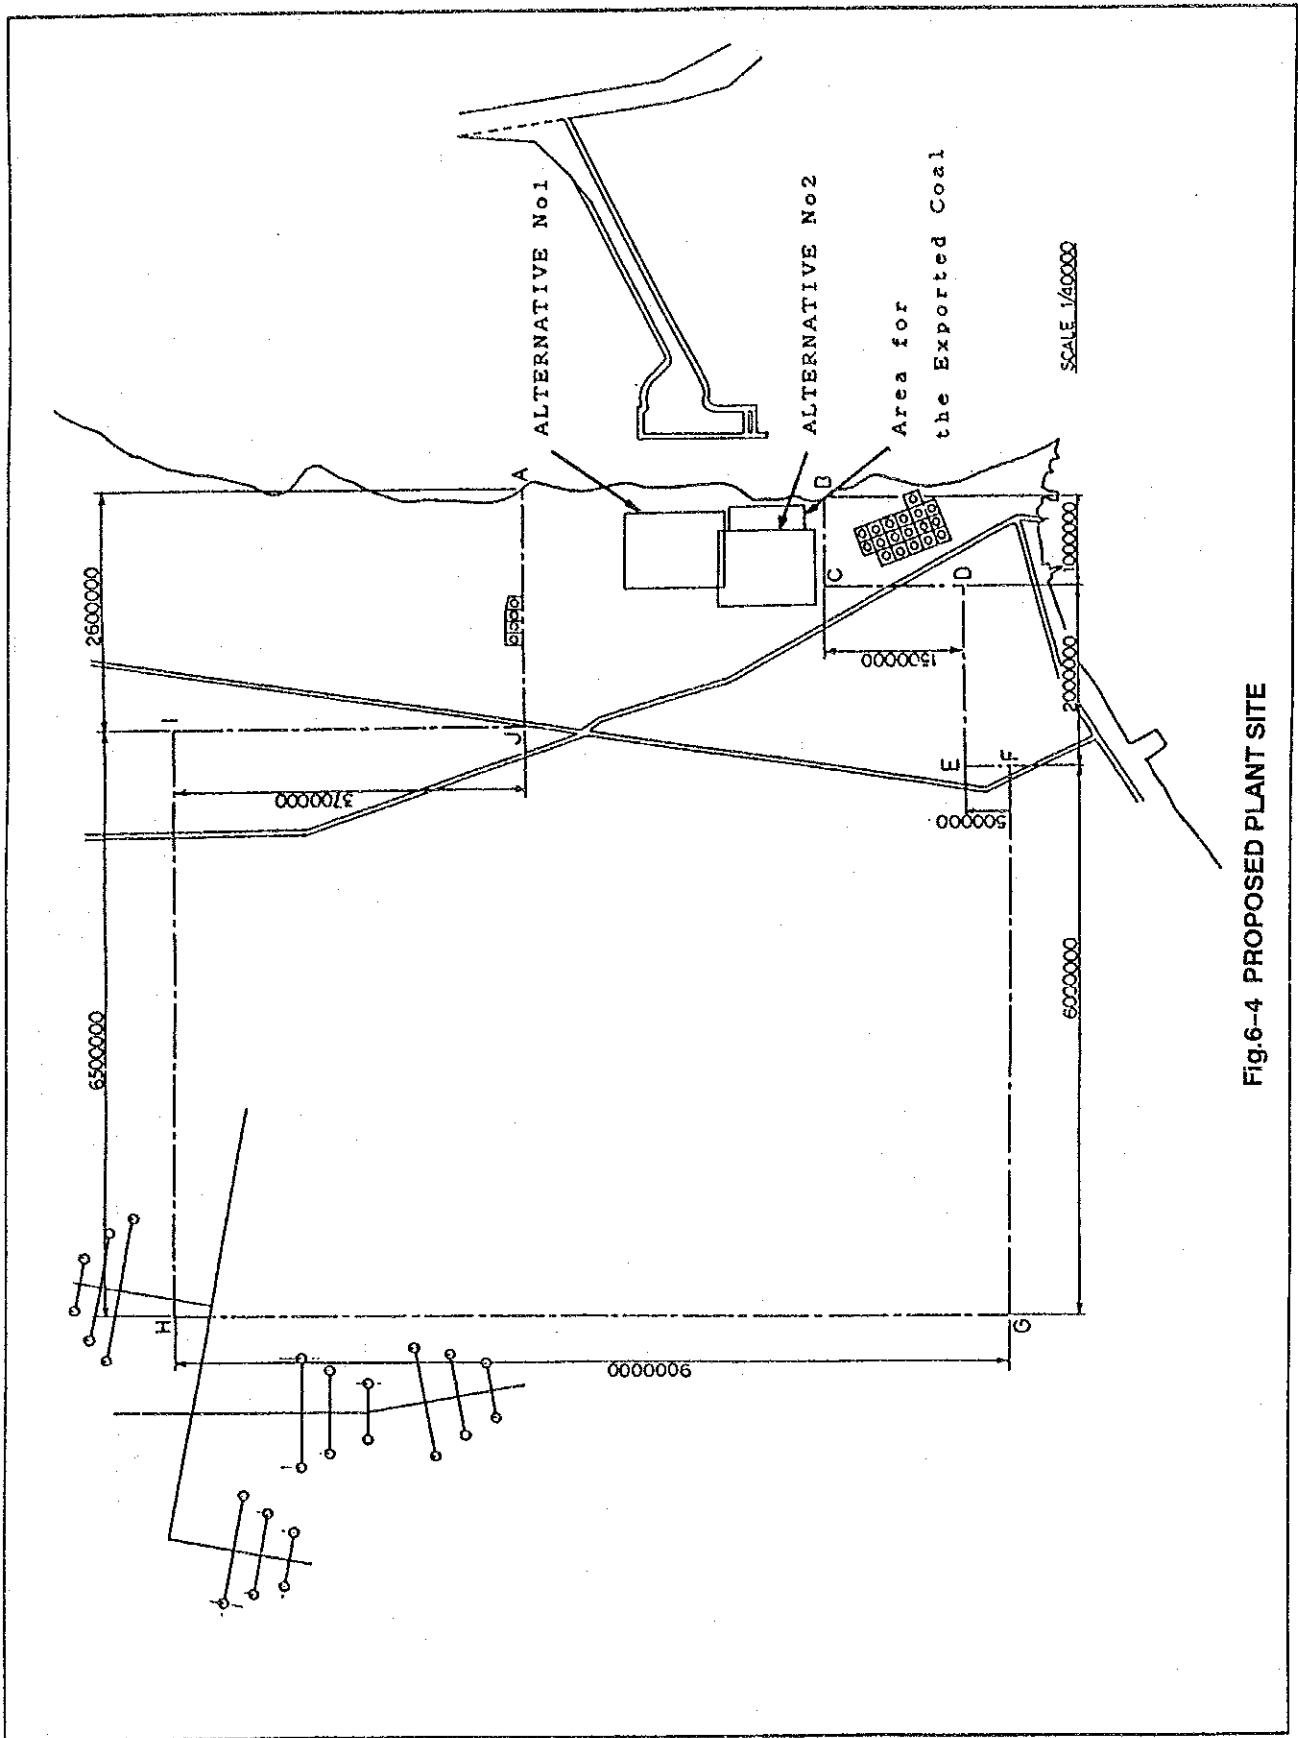 2600000
6500000
I
H
3700000
J
A
ALTERNATIVE No1
ALTERNATIVE No2
Area for
the Exported Coal
B
C
D
1500000
E
F
500000
G
9000000
1000000
2000000
6000000
SCALE 1/40000
Fig.6-4 PROPOSED PLANT SITE